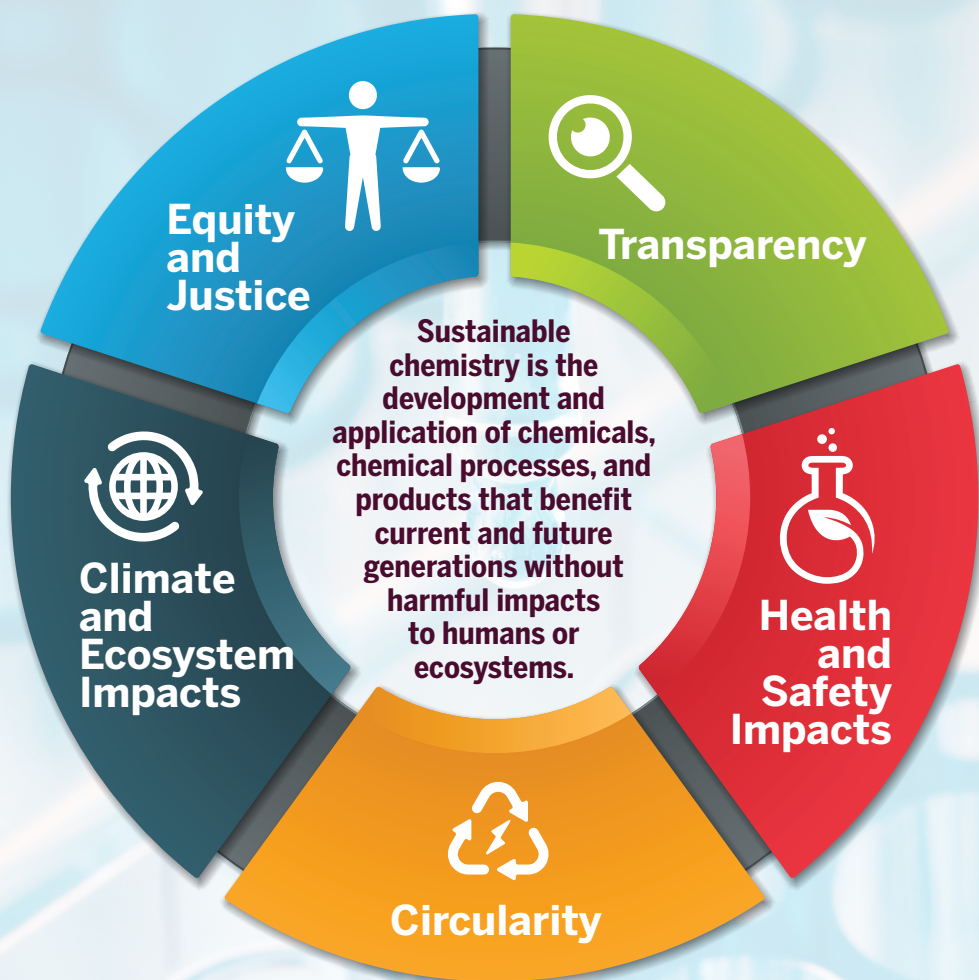 Equity
and
Justice
Transparency
Sustainable
chemistry is the
development and
application of chemicals,
chemical processes, and
products that benefit
current and future
generations without
harmful impacts
to humans or
ecosystems.
Climate
and
Ecosystem
Impacts
Health
and
Safety
Impacts
Circularity